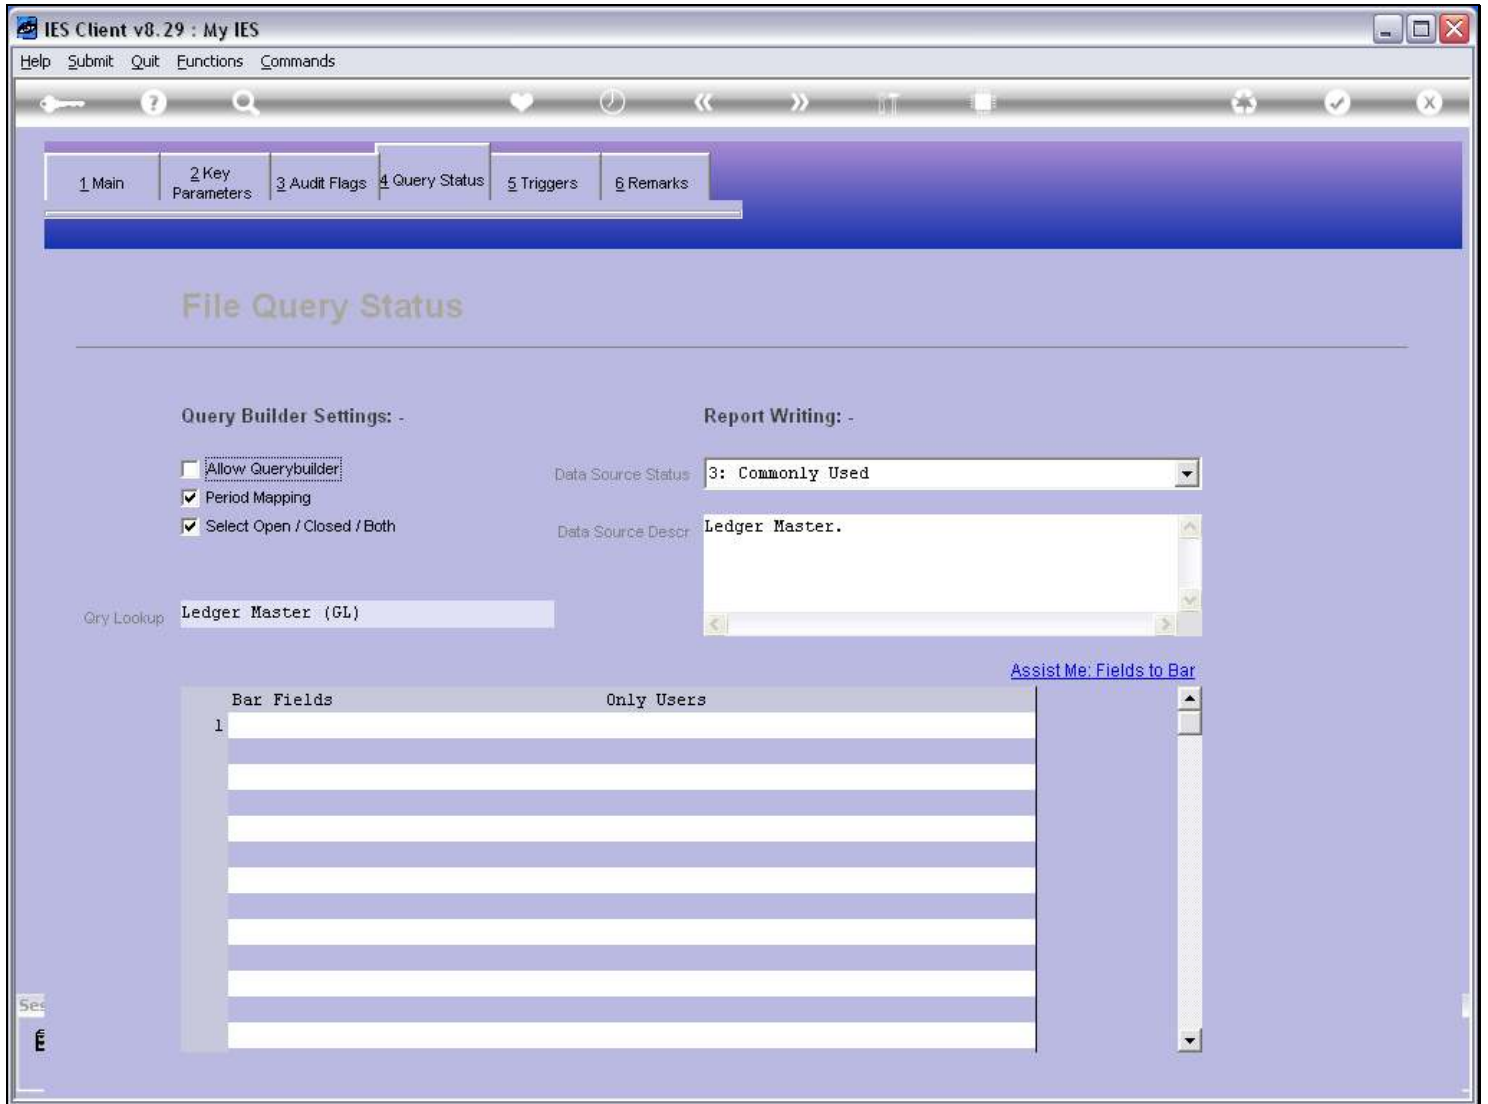 IES Client v8.29 : My IES
Help Submit Quit Functions Commands
1 Main
2 Key
Parameters
3 Audit Flags
4 Query Status
5 Triggers
6 Remarks
File Query Status
Query Builder Settings: -
Report Writing: -
Allow Querybuilder
Data Source Status
3: Commonly Used
Period Mapping
Select Open / Closed / Both
Data Source Descr
Ledger Master.
Qry Lookup
Ledger Master (GL)
Assist Me: Fields to Bar
Bar Fields
Only Users
1